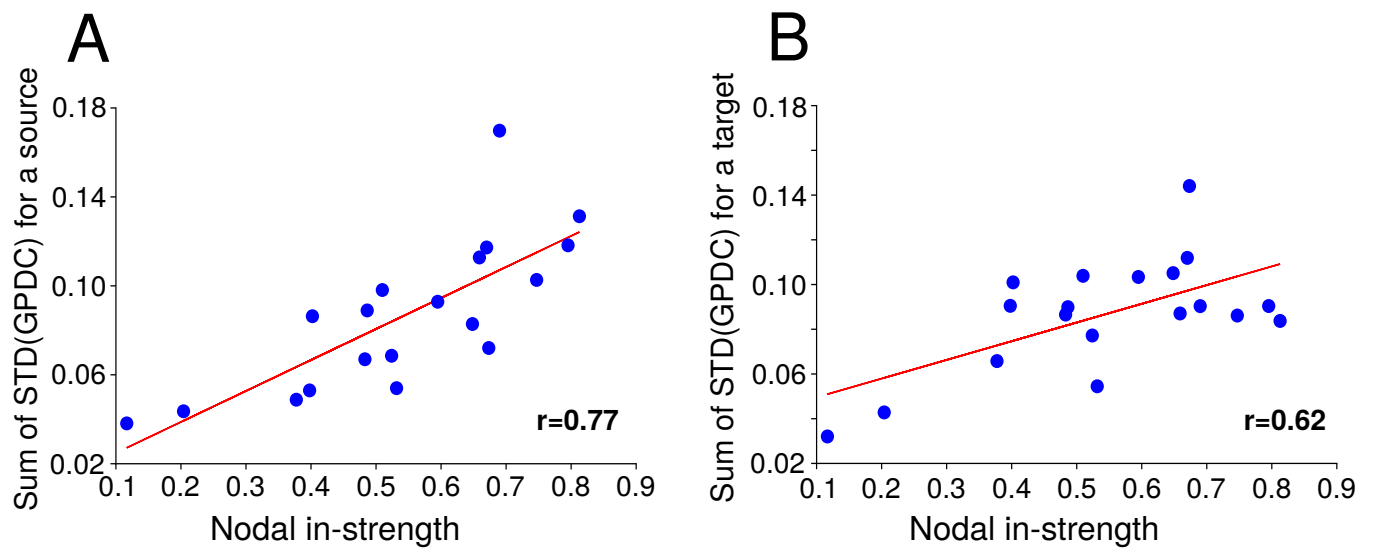 A
Sum of STD(GPDC) for a source
0.18
0.14
0.10
0.06
0.02
0.1 0.2 0.3 0.4 0.5 0.6 0.7 0.8 0.9
r=0.77
Nodal in-strength
B
Sum of STD(GPDC) for a target
0.18
0.14
0.10
0.06
0.02
0.1 0.2 0.3 0.4 0.5 0.6 0.7 0.8 0.9
r=0.62
Nodal in-strength